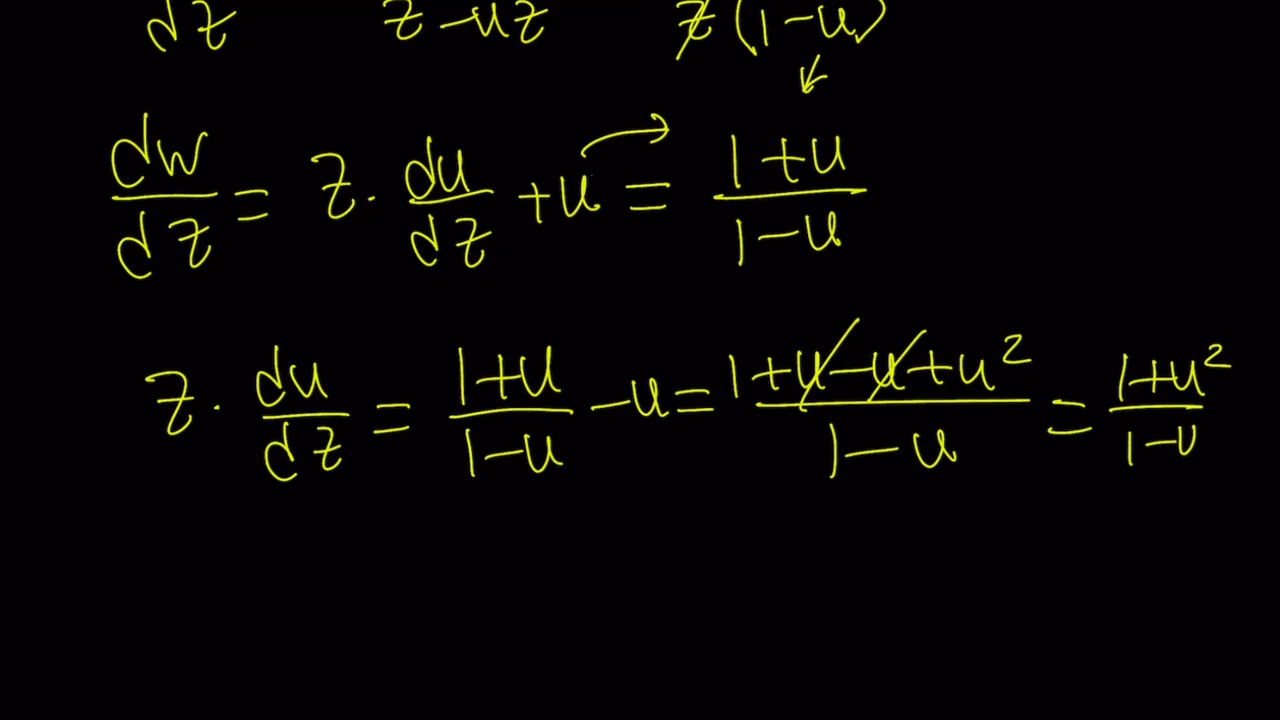 dz z-uz z(1-u)
dw/dz = z · du/dz + u = (1+u)/(1-u)
z · du/dz = (1+u)/(1-u) - u = (1+u-u+u²)/(1-u) = (1+u²)/(1-u)